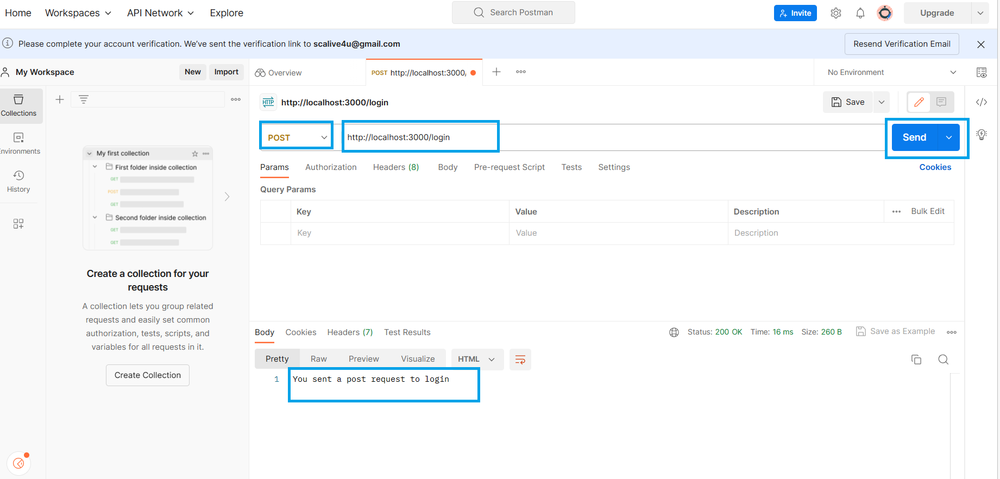 Home Workspaces API Network Explore Search Postman Invite Upgrade
Please complete your account verification. We've sent the verification link to scalive4u@gmail.com Resend Verification Email
My Workspace New Import Overview POST http://localhost:3000/ No Environment
Collections
HTTP http://localhost:3000/login Save
POST http://localhost:3000/login Send
Environments
History
My first collection
First folder inside collection
GET
POST
GET
Second folder inside collection
GET
GET
Create a collection for your
requests
A collection lets you group related
requests and easily set common
authorization, tests, scripts, and
variables for all requests in it.
Create Collection
Params Authorization Headers (8) Body Pre-request Script Tests Settings Cookies
Query Params
Key Value Description Bulk Edit
Key Value Description
Body Cookies Headers (7) Test Results Status: 200 OK Time: 16 ms Size: 260 B Save as Example
Pretty Raw Preview Visualize HTML
1 You sent a post request to login